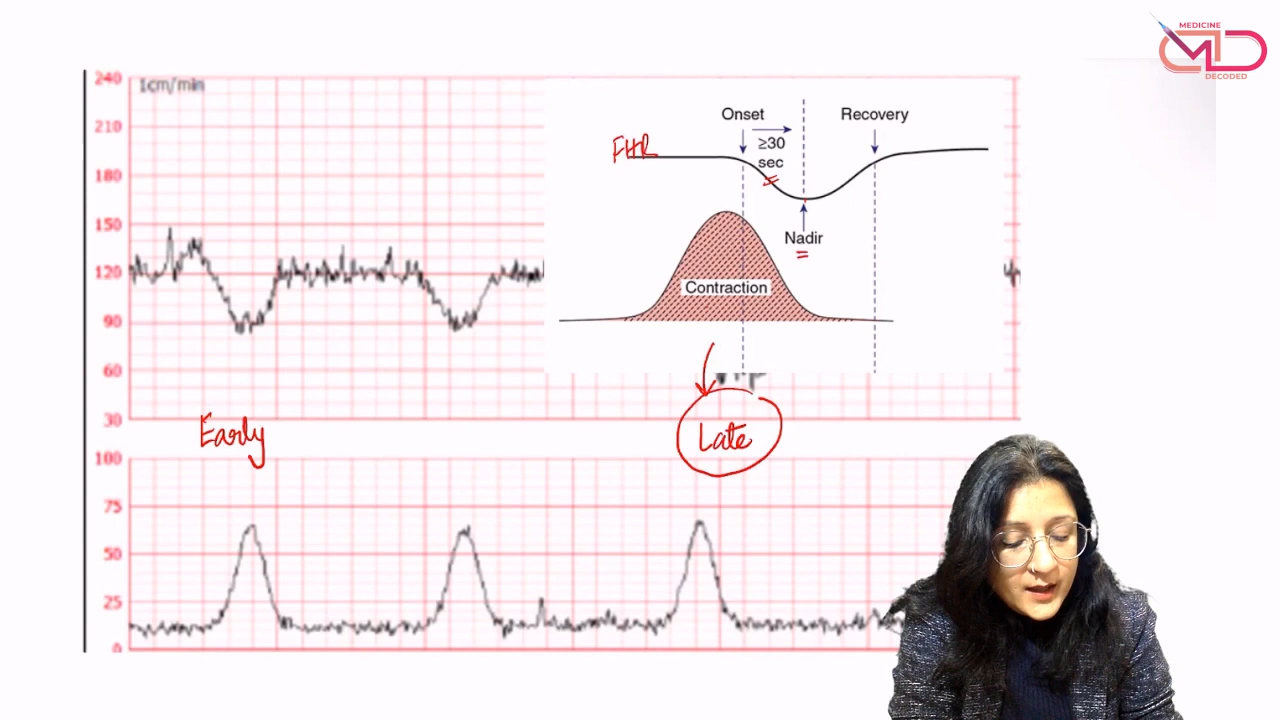 MEDICINE
MD
DECODED
240
1cm/min
210
180
150
120
90
60
30
Onset
Recovery
≥30
sec
FHR
Nadir
Contraction
Early
Late
100
75
50
25
0